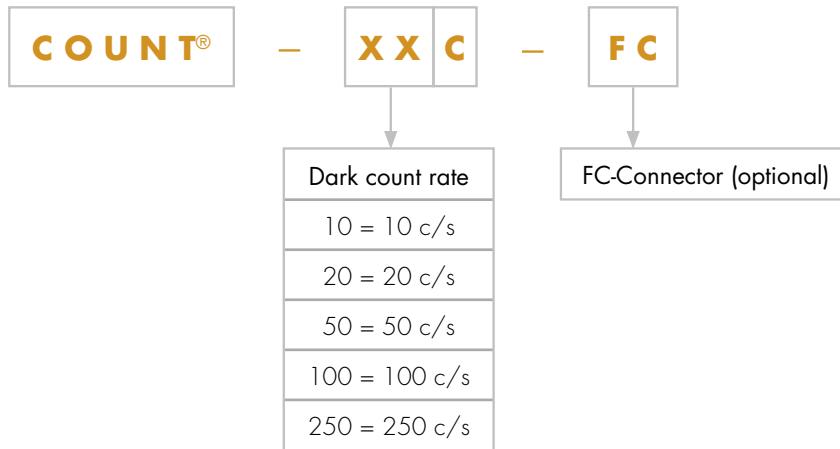 COUNT® – XXC – FC
Dark count rate
FC-Connector (optional)
10 = 10 c/s
20 = 20 c/s
50 = 50 c/s
100 = 100 c/s
250 = 250 c/s